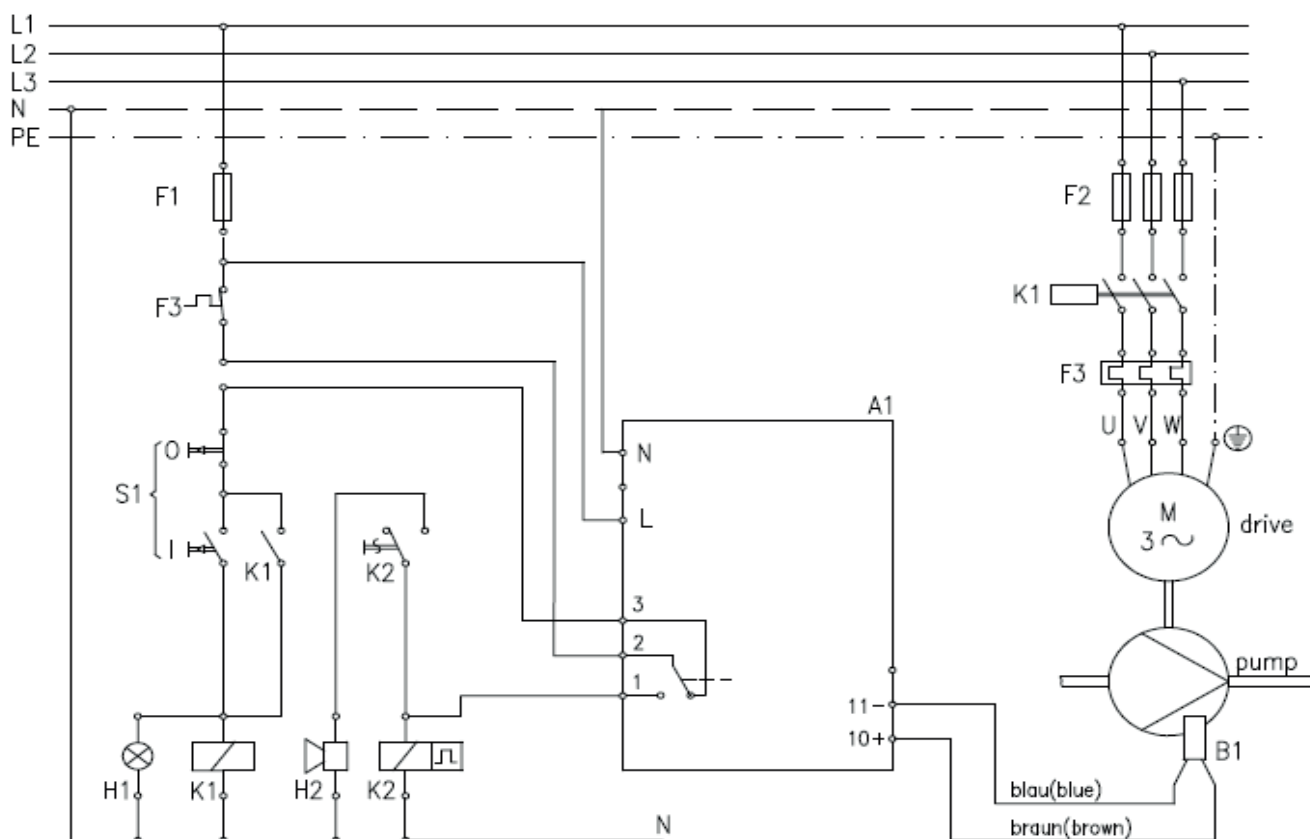 L1
L2
L3
N
PE
F1
F2
F3
K1
F3
A1
U V W
O
N
S1
L
M
3
drive
I
K1
K2
3
2
pump
1
11-
10+
B1
H1
K1
H2
K2
blau(blue)
N
braun(brown)